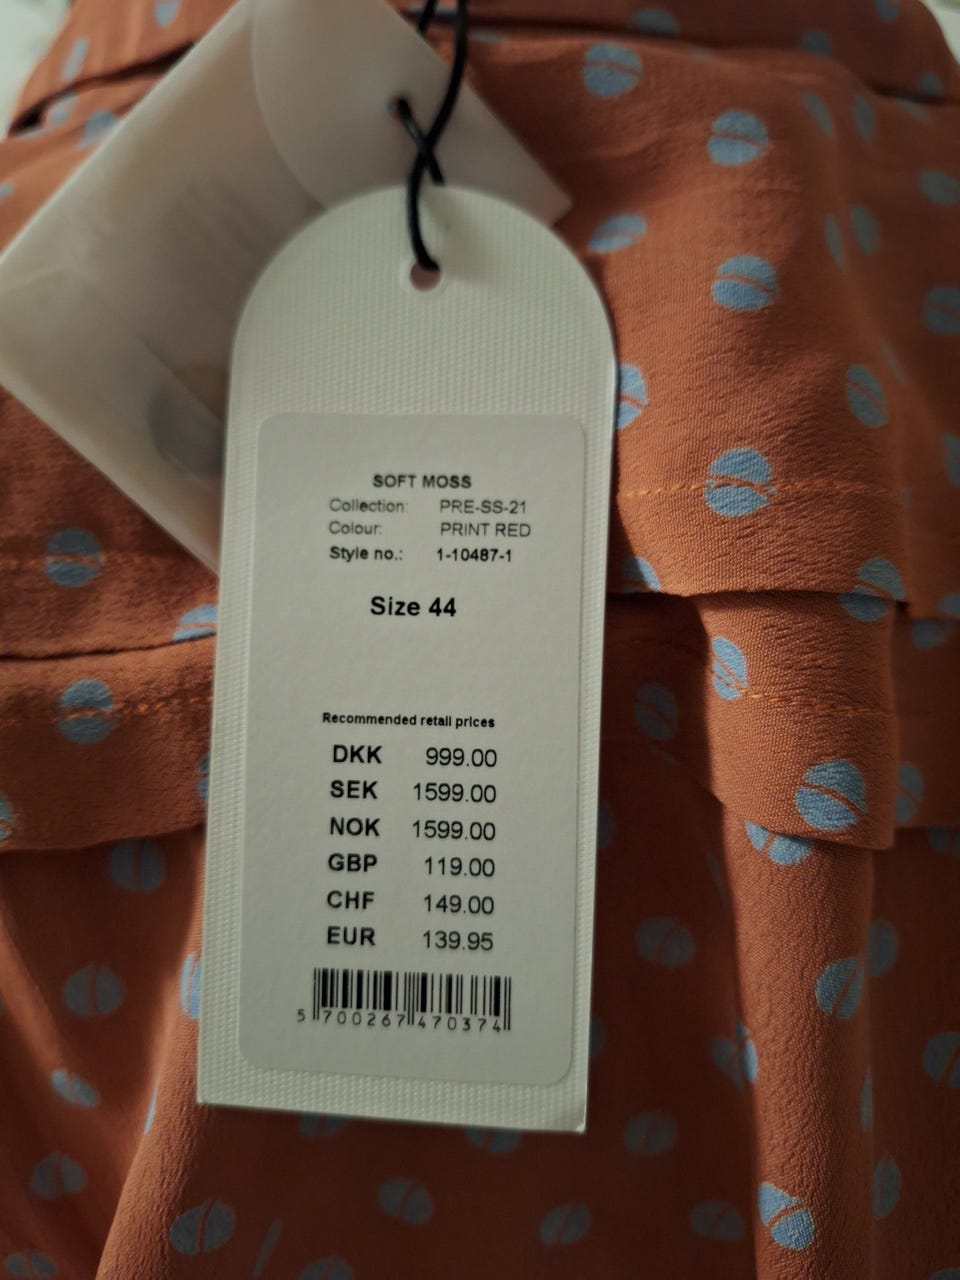 SOFT MOSS
Collection: PRE-SS-21
Colour: PRINT RED
Style no.: 1-10487-1
Size 44
Recommended retail prices
DKK 999.00
SEK 1599.00
NOK 1599.00
GBP 119.00
CHF 149.00
EUR 139.95
5 700267 470374